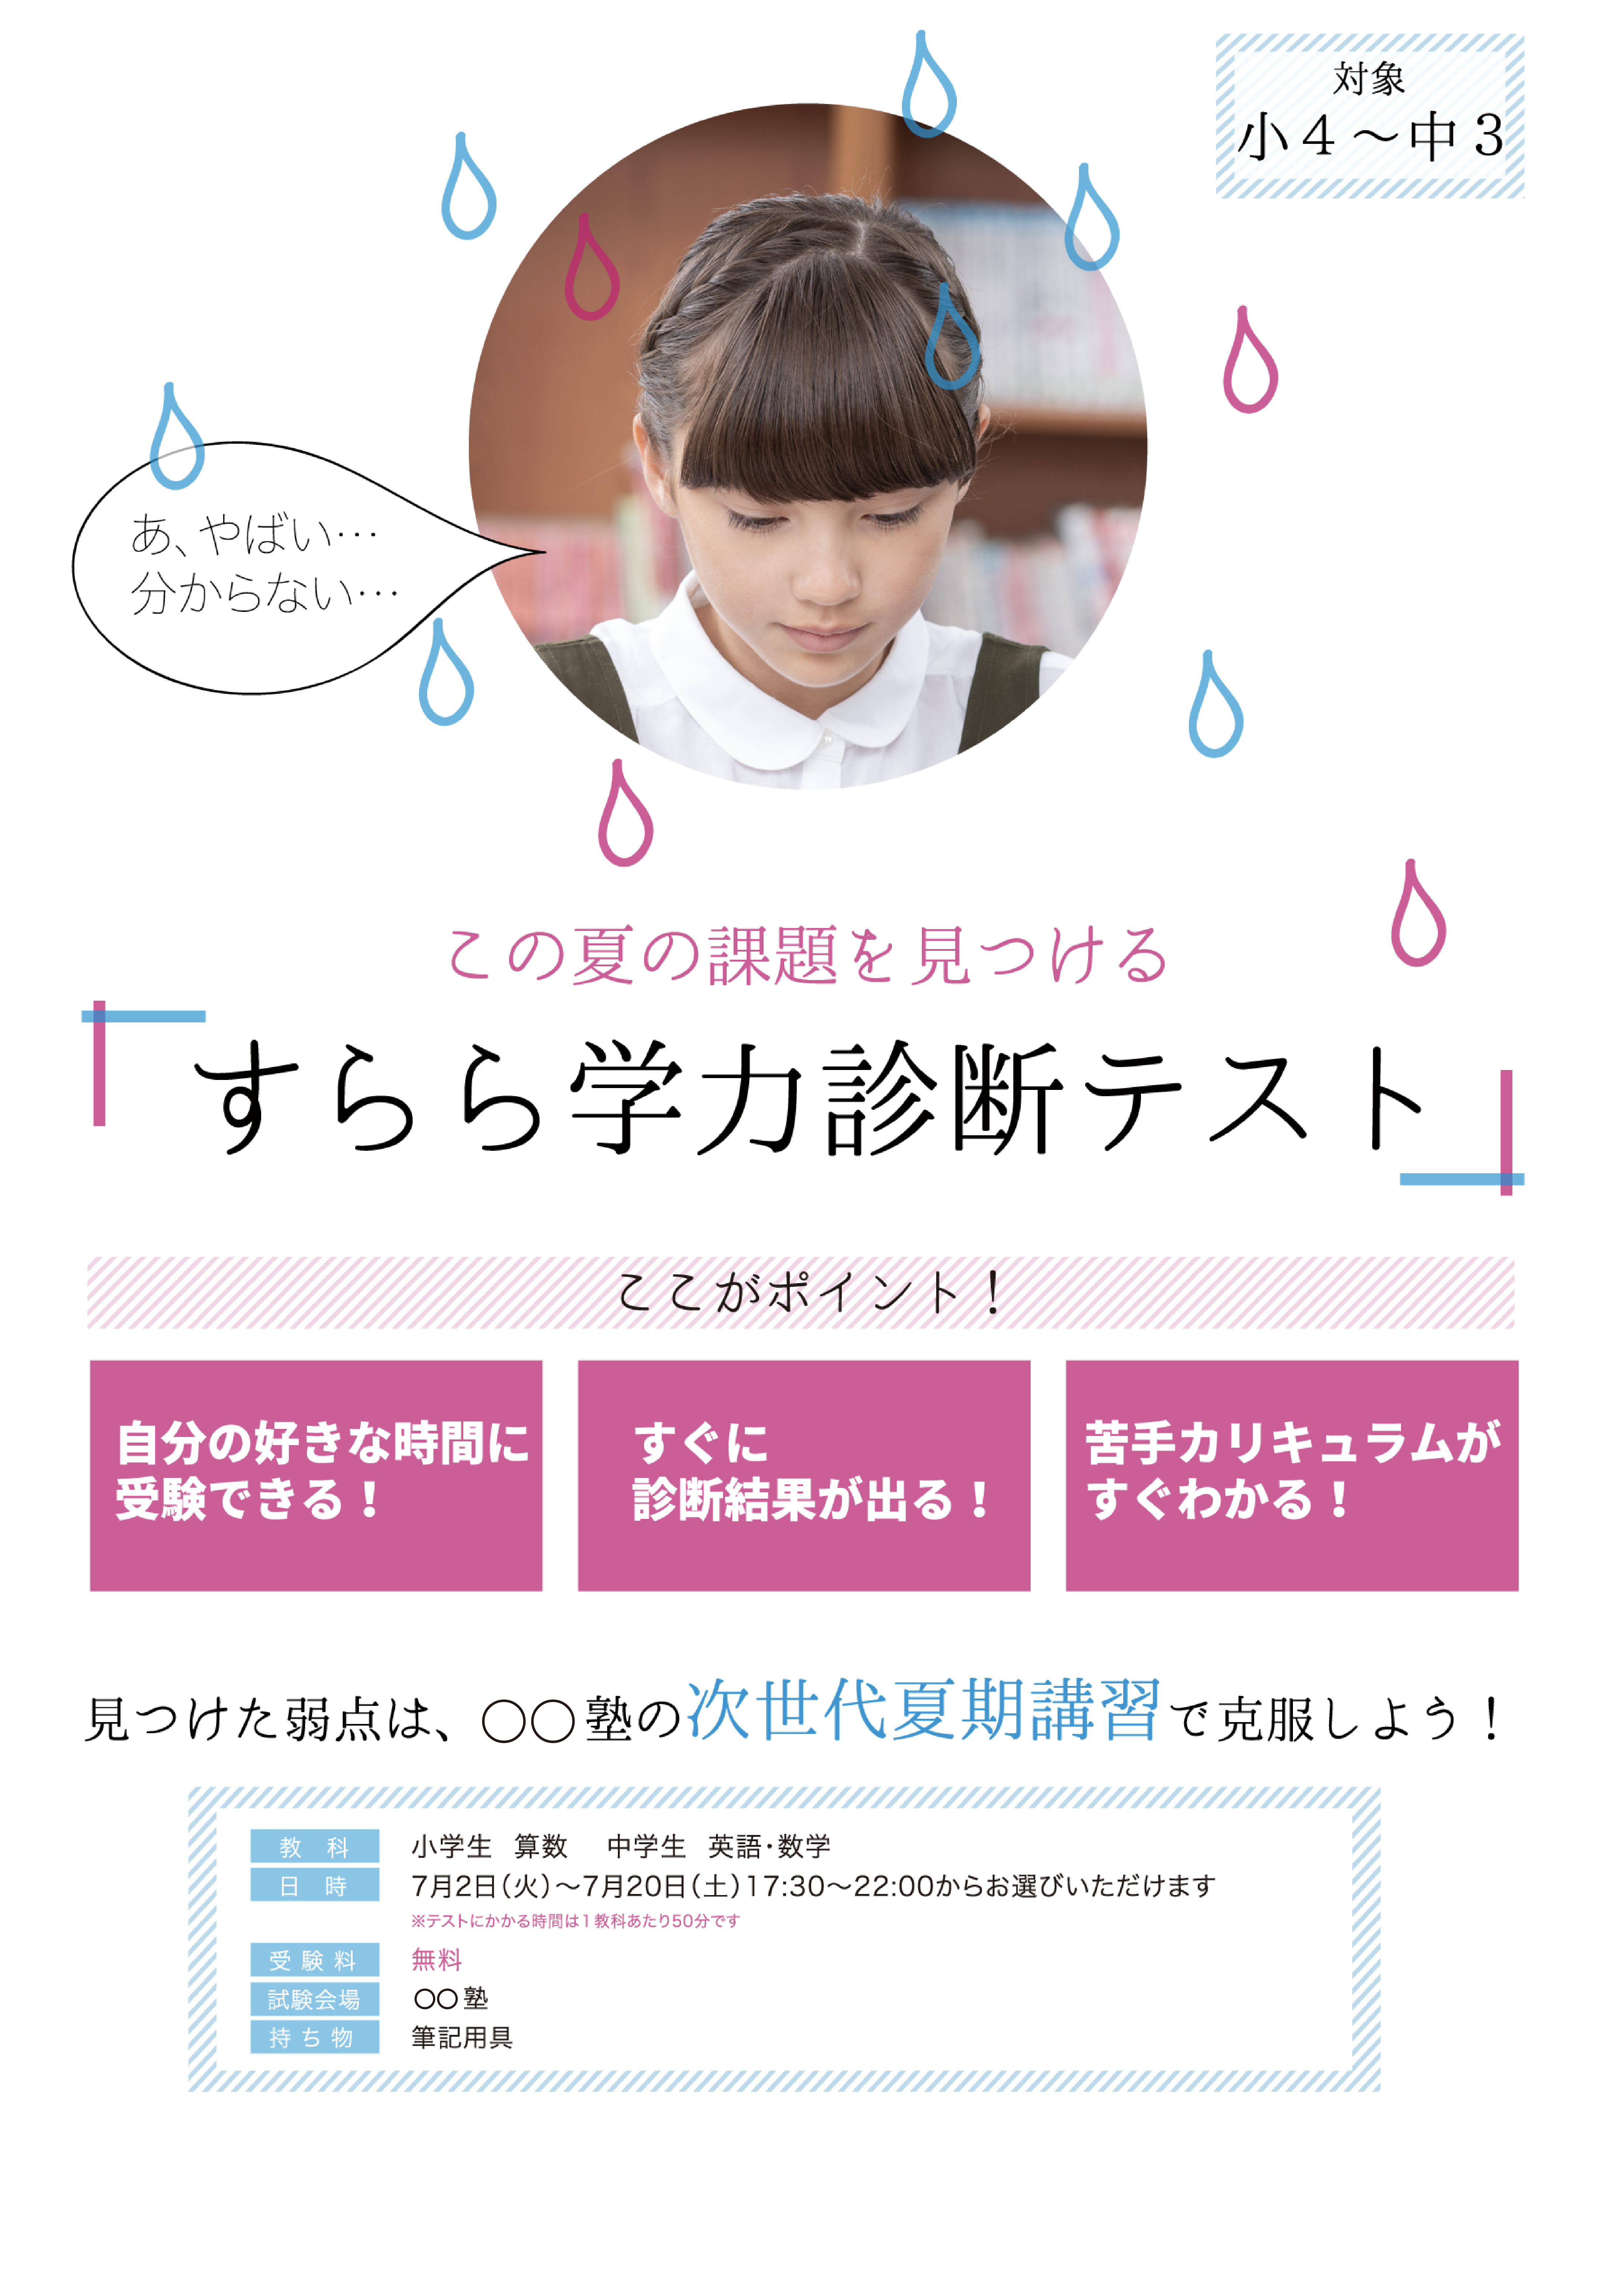 対象
小４～中３
あ、やばい…
分からない…
この夏の課題を見つける
「すらら学力診断テスト」
ここがポイント！
自分の好きな時間に
受験できる！
すぐに
診断結果が出る！
苦手カリキュラムが
すぐわかる！
見つけた弱点は、〇〇塾の次世代夏期講習で克服しよう！
教　科　小学生　算数　中学生　英語・数学
日　時　7月2日（火）～7月20日（土）17:30～22:00からお選びいただけます
※テストにかかる時間は１教科あたり50分です
受験料　無料
試験会場　〇〇塾
持ち物　筆記用具